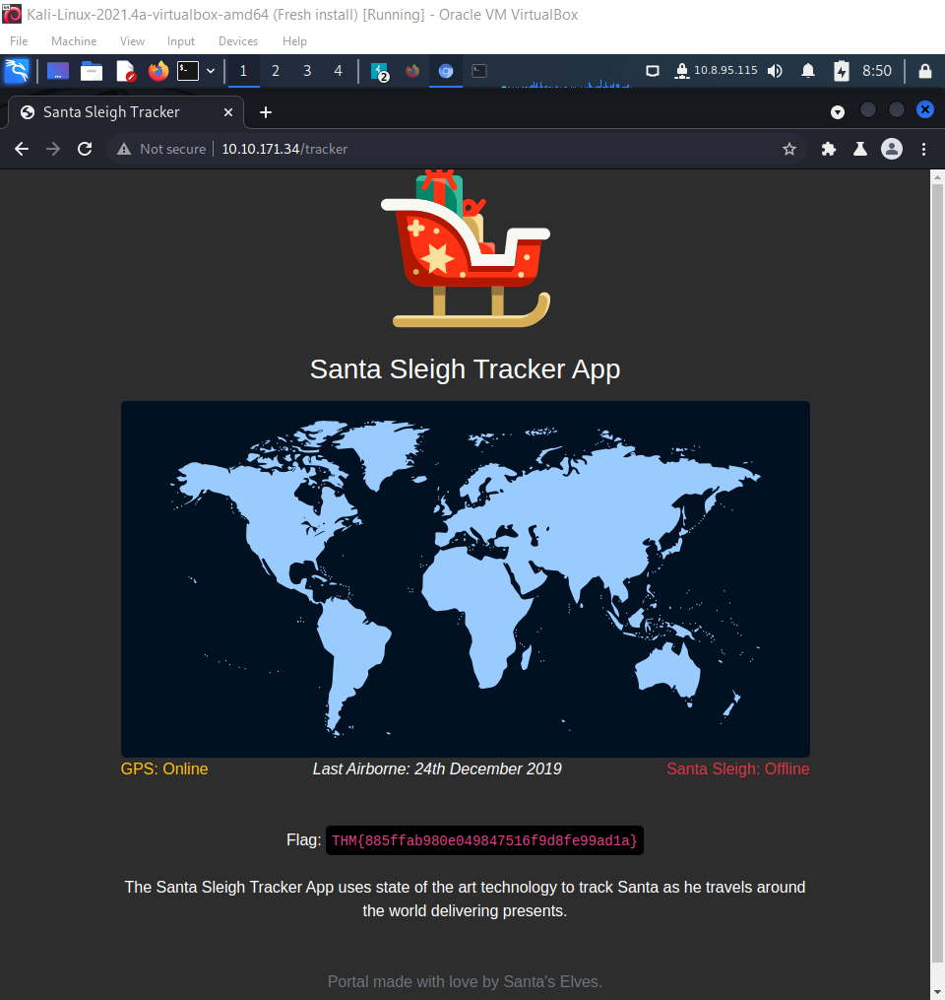 Kali-Linux-2021.4a-virtualbox-amd64 (Fresh install) [Running] - Oracle VM VirtualBox
File Machine View Input Devices Help
1 2 3 4 2 10.8.95.115 8:50
Santa Sleigh Tracker
Not secure 10.10.171.34/tracker
Santa Sleigh Tracker App
GPS: Online Last Airborne: 24th December 2019 Santa Sleigh: Offline
Flag: THM{885ffab980e049847516f9d8fe99ad1a}
The Santa Sleigh Tracker App uses state of the art technology to track Santa as he travels around
the world delivering presents.
Portal made with love by Santa's Elves.